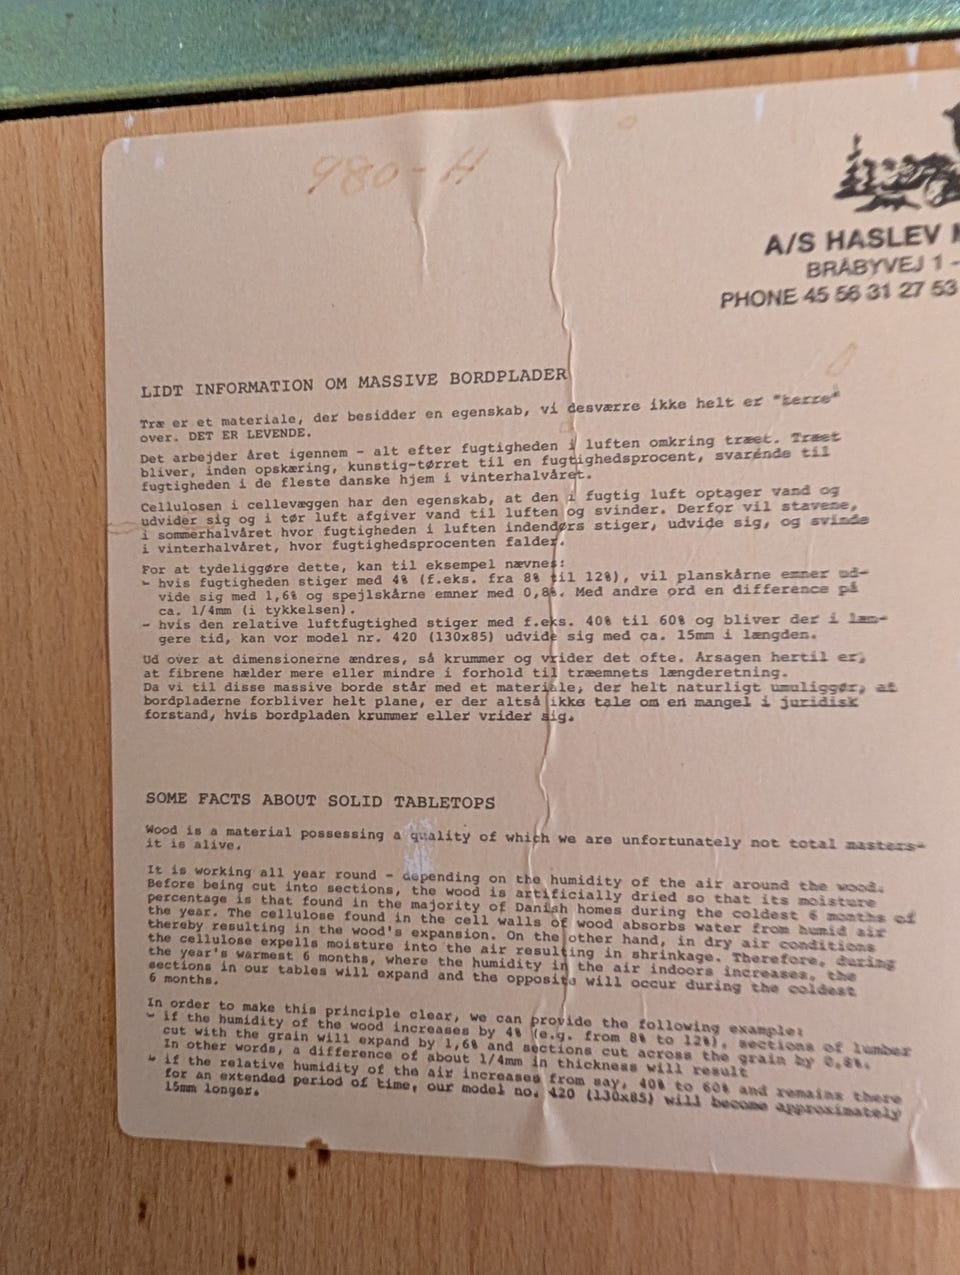 980-H
A/S HASLEV
BRÅBYVEJ 1 -
PHONE 45 56 31 27 53
LIDT INFORMATION OM MASSIVE BORDPLADER
Træ er et materiale, der besidder en egenskab, vi desværre ikke helt er "herre"
over. DET ER LEVENDE.
Det arbejder året igennem - alt efter fugtigheden i luften omkring træet. Træet
bliver, inden opskæring, kunstig-tørret til en fugtighedsprocent, svarende til
fugtigheden i de fleste danske hjem i vinterhalvåret.
Cellulosen i cellevæggen har den egenskab, at den i fugtig luft optager vand og
udvider sig og i tør luft afgiver vand til luften og svinder. Derfor vil stavene,
i sommerhalvåret hvor fugtigheden i luften indendørs stiger, udvide sig, og svinde
i vinterhalvåret, hvor fugtighedsprocenten falder.
For at tydeliggøre dette, kan til eksempel nævnes:
- hvis fugtigheden stiger med 4% (f.eks. fra 8% til 12%), vil planskårne emner ud-
vide sig med 1,6% og spejlskårne emner med 0,8%. Med andre ord en difference på
ca. 1/4mm (i tykkelsen).
- hvis den relative luftfugtighed stiger med f.eks. 40% til 60% og bliver der i læn-
gere tid, kan vor model nr. 420 (130x85) udvide sig med ca. 15mm i længden.
Ud over at dimensionerne ændres, så krummer og vrider det ofte. Årsagen hertil er,
at fibrene hælder mere eller mindre i forhold til træemnets længderetning.
Da vi til disse massive borde står med et materiale, der helt naturligt umuliggør, at
bordpladerne forbliver helt plane, er der altså ikke tale om en mangel i juridisk
forstand, hvis bordpladen krummer eller vrider sig.
SOME FACTS ABOUT SOLID TABLETOPS
Wood is a material possessing a quality of which we are unfortunately not total masters-
it is alive.
It is working all year round - depending on the humidity of the air around the wood.
Before being cut into sections, the wood is artificially dried so that its moisture
percentage is that found in the majority of Danish homes during the coldest 6 months of
the year. The cellulose found in the cell walls of wood absorbs water from humid air
thereby resulting in the wood's expansion. On the other hand, in dry air conditions
the cellulose expells moisture into the air resulting in shrinkage. Therefore, during
the year's warmest 6 months, where the humidity in the air indoors increases, the
sections in our tables will expand and the opposite will occur during the coldest
6 months.
In order to make this principle clear, we can provide the following example:
- if the humidity of the wood increases by 4% (e.g. from 8% to 12%), sections of lumber
cut with the grain will expand by 1,6% and sections cut across the grain by 0,8%.
In other words, a difference of about 1/4mm in thickness will result
- if the relative humidity of the air increases from say, 40% to 60% and remains there
for an extended period of time, our model no. 420 (130x85) will become approximately
15mm longer.